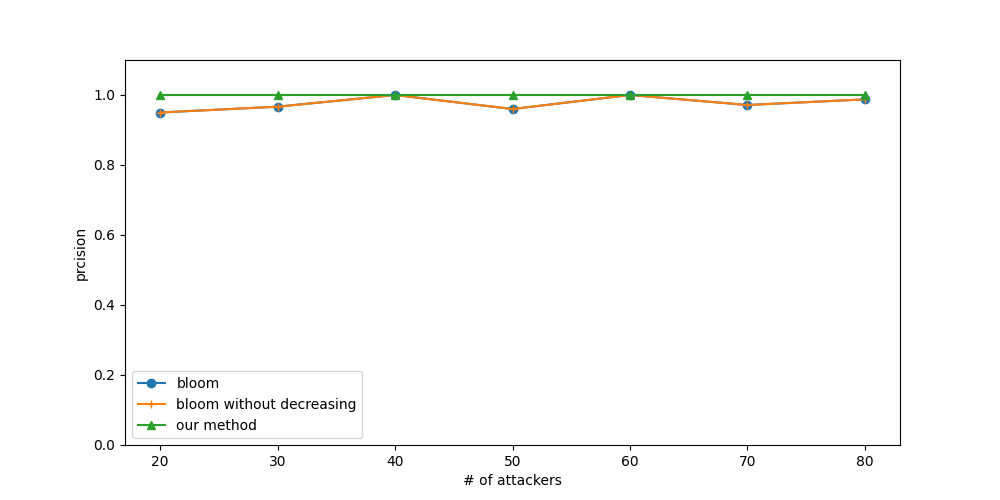 1.0
0.8
0.6
0.4
0.2
0.0
prcision
bloom
bloom without decreasing
our method
20 30 40 50 60 70 80
# of attackers